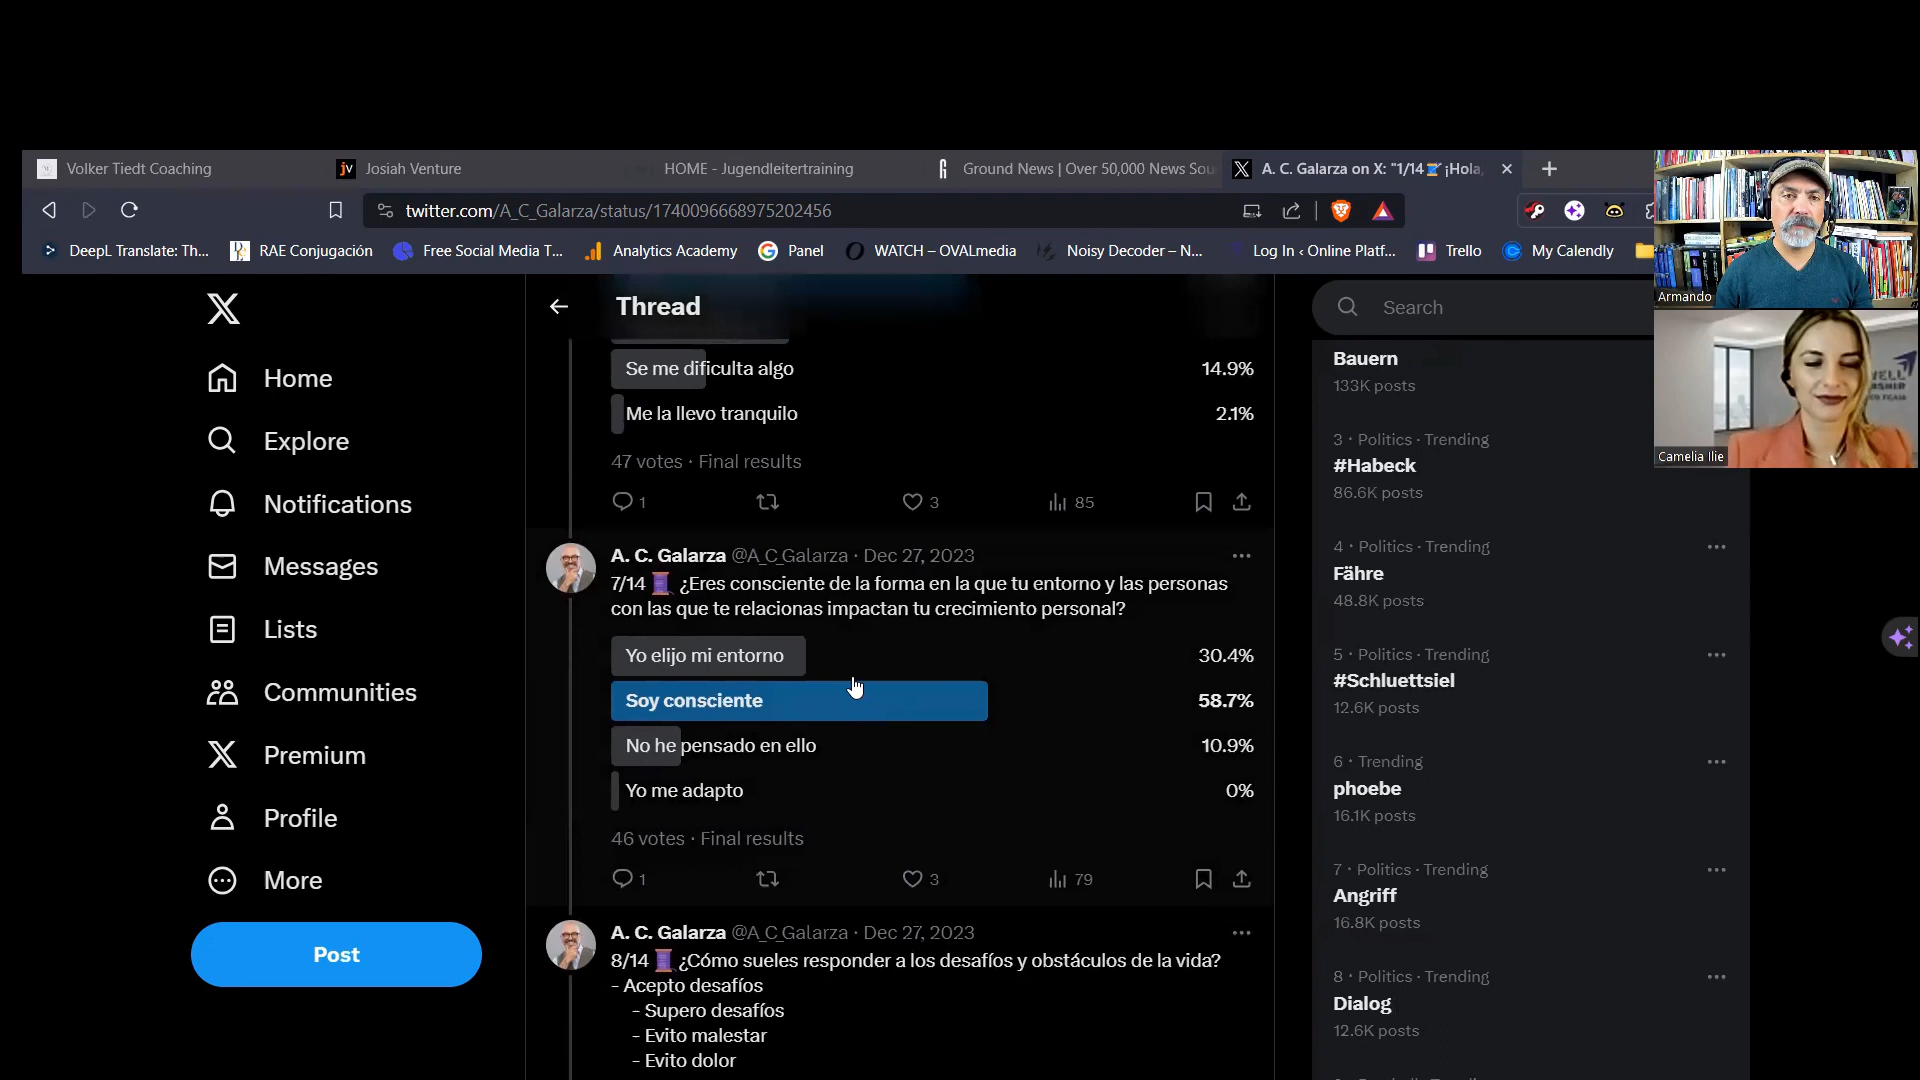 Volker Tiedt Coaching
jv Josiah Venture
HOME - Jugendleitertraining
Ground News | Over 50,000 News Sou
A. C. Galarza on X: "1/14🧵 ¡Hola,
twitter.com/A_C_Galarza/status/1740096668975202456
DeepL Translate: Th...
RAE Conjugación
Free Social Media T...
Analytics Academy
Panel
WATCH – OVALmedia
Noisy Decoder – N...
Log In ‹ Online Platf...
Trello
My Calendly
Armando
Camelia Ilie
Home
Explore
Notifications
Messages
Lists
Communities
Premium
Profile
More
Post
Thread
Se me dificulta algo 14.9%
Me la llevo tranquilo 2.1%
47 votes · Final results
1 3 85
A. C. Galarza @A_C_Galarza · Dec 27, 2023
7/14 🧵 ¿Eres consciente de la forma en la que tu entorno y las personas
con las que te relacionas impactan tu crecimiento personal?
Yo elijo mi entorno 30.4%
Soy consciente 58.7%
No he pensado en ello 10.9%
Yo me adapto 0%
46 votes · Final results
1 3 79
A. C. Galarza @A_C_Galarza · Dec 27, 2023
8/14 🧵 ¿Cómo sueles responder a los desafíos y obstáculos de la vida?
- Acepto desafíos
- Supero desafíos
- Evito malestar
- Evito dolor
Search
Bauern
133K posts
3 · Politics · Trending
#Habeck
86.6K posts
4 · Politics · Trending
Fähre
48.8K posts
5 · Politics · Trending
#Schluettsiel
12.6K posts
6 · Trending
phoebe
16.1K posts
7 · Politics · Trending
Angriff
16.8K posts
8 · Politics · Trending
Dialog
12.6K posts